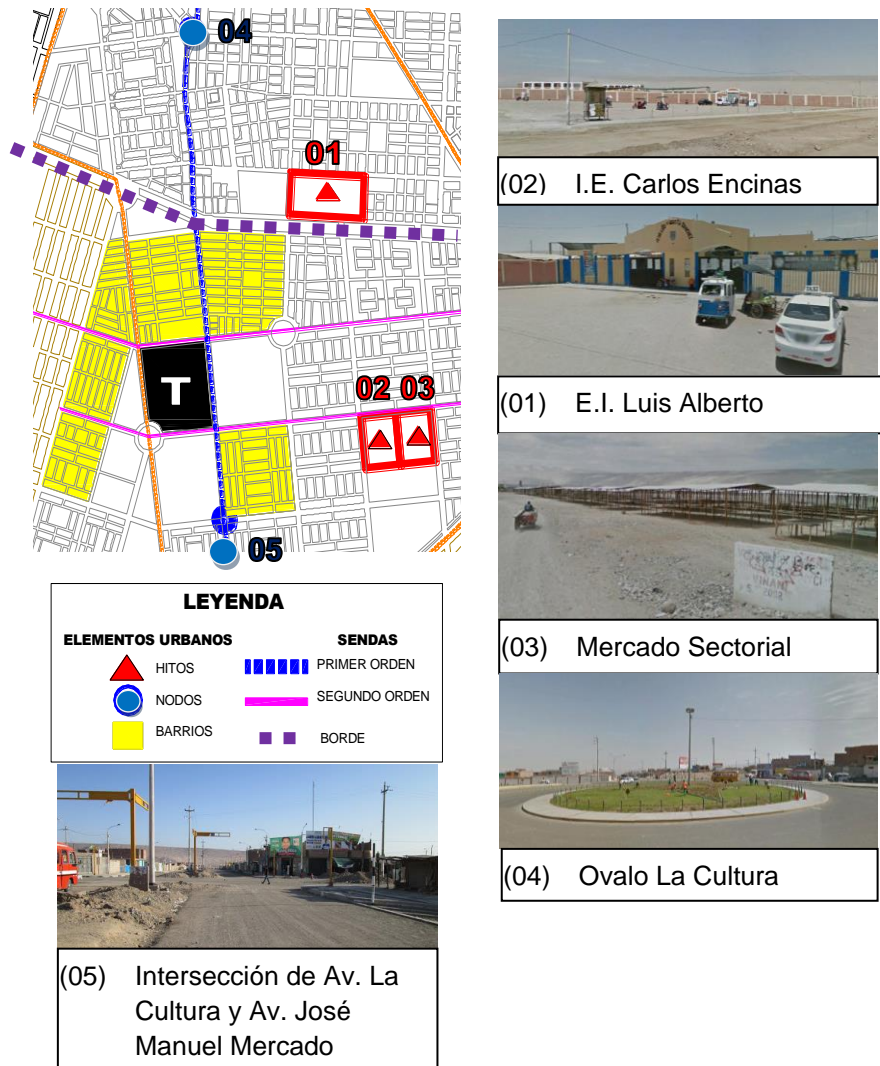 04
01
T
02 03
05
LEYENDA
ELEMENTOS URBANOS
SENDAS
HITOS
PRIMER ORDEN
NODOS
SEGUNDO ORDEN
BARRIOS
BORDE
(05) Intersección de Av. La
Cultura y Av. José
Manuel Mercado
(02) I.E. Carlos Encinas
(01) E.I. Luis Alberto
(03) Mercado Sectorial
(04) Ovalo La Cultura